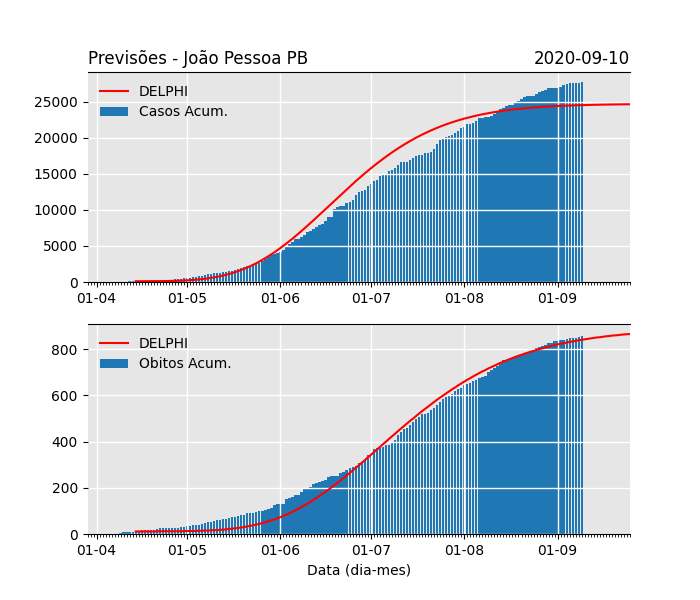 Previsões - João Pessoa PB 2020-09-10
DELPHI
Casos Acum.
25000
20000
15000
10000
5000
0
01-04 01-05 01-06 01-07 01-08 01-09
DELPHI
Obitos Acum.
800
600
400
200
0
01-04 01-05 01-06 01-07 01-08 01-09
Data (dia-mes)